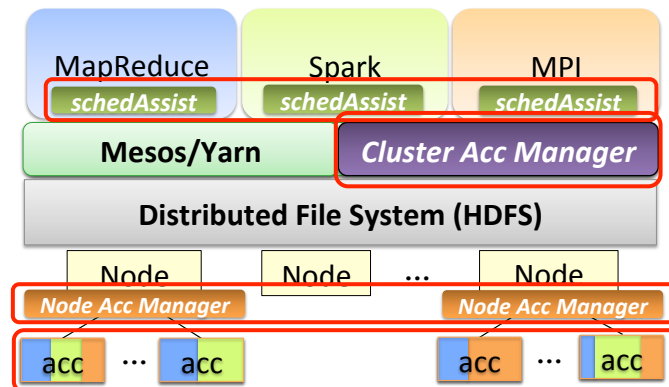 MapReduce Spark MPI
schedAssist schedAssist schedAssist
Mesos/Yarn Cluster Acc Manager
Distributed File System (HDFS)
Node Node ... Node
Node Acc Manager Node Acc Manager
acc ... acc acc ... acc